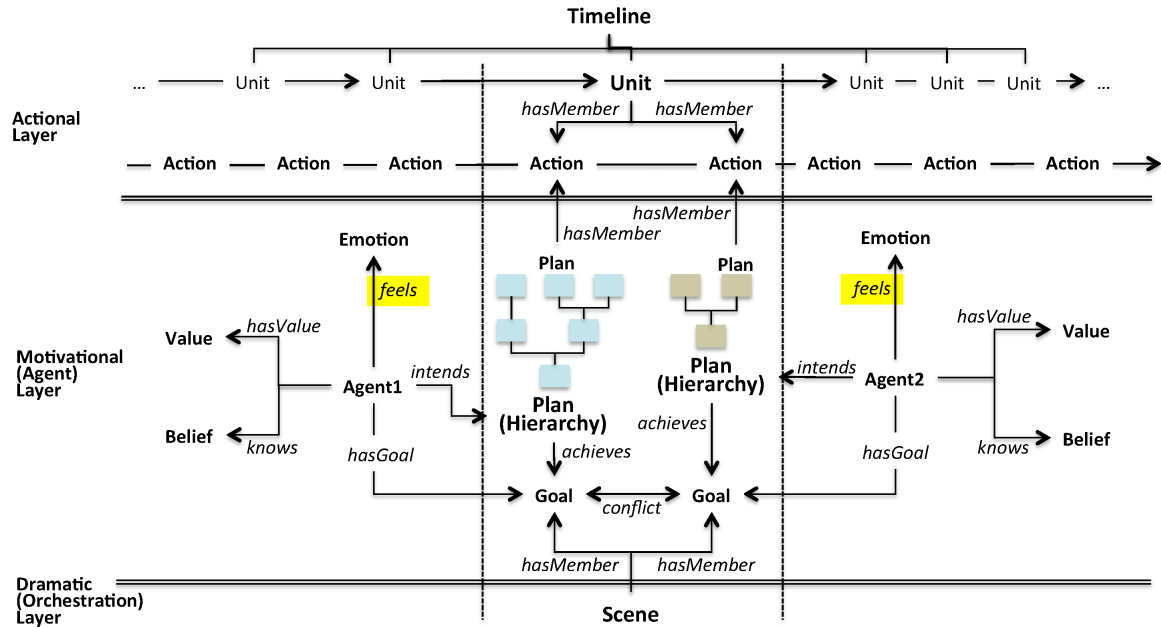 Timeline
... Unit Unit Unit Unit Unit Unit ...
hasMember hasMember
Actional
Layer
Action Action Action Action Action Action Action Action
hasMember
hasMember
Emotion Emotion
Plan Plan
feels feels
hasValue hasValue
Value Value
Motivational
(Agent)
Layer
Plan
(Hierarchy)
intends intends
Agent1 Agent2
Plan
(Hierarchy)
achieves
Belief Belief
knows knows
hasGoal hasGoal
achieves
Goal Goal
conflict
hasMember hasMember
Dramatic
(Orchestration)
Layer
Scene